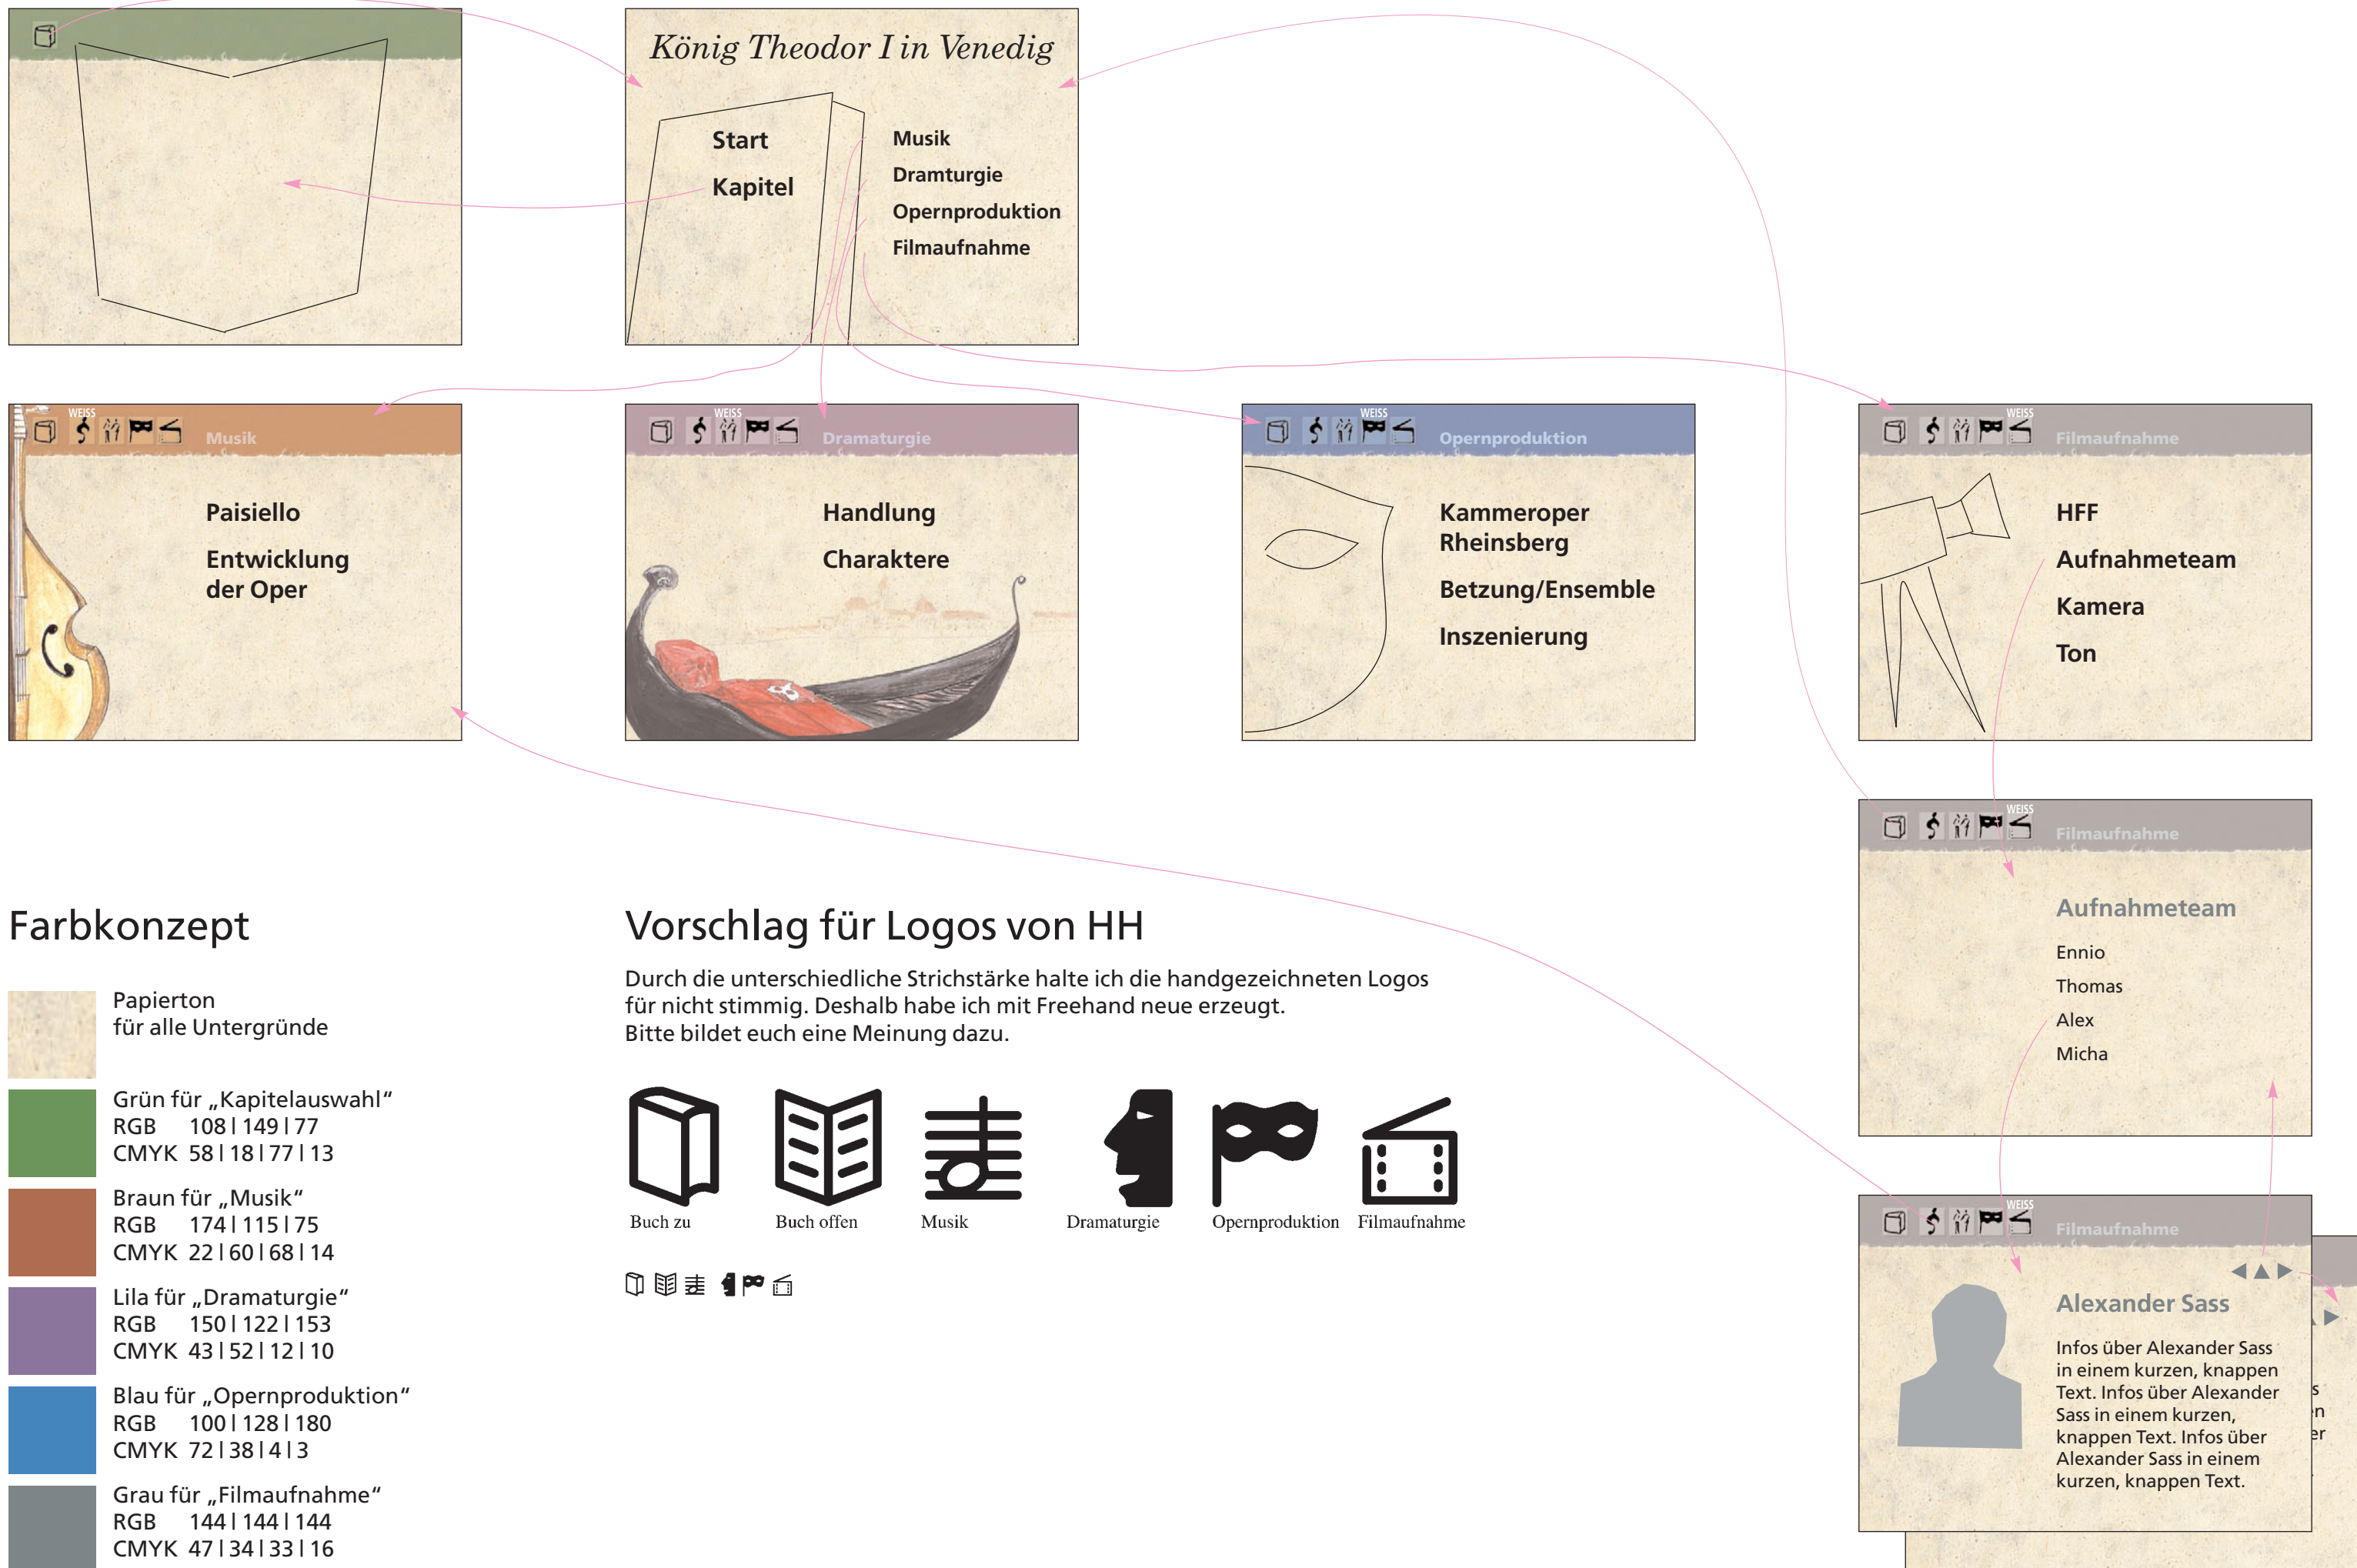 König Theodor I in Venedig
Start
Kapitel
Musik
Dramturgie
Opernproduktion
Filmaufnahme
WEISS
Musik
Paisiello
Entwicklung
der Oper
WEISS
Dramaturgie
Handlung
Charaktere
WEISS
Opernproduktion
Kammeroper
Rheinsberg
Betzung/Ensemble
Inszenierung
WEISS
Filmaufnahme
HFF
Aufnahmeteam
Kamera
Ton
WEISS
Filmaufnahme
Aufnahmeteam
Ennio
Thomas
Alex
Micha
WEISS
Filmaufnahme
Alexander Sass
Infos über Alexander Sass
in einem kurzen, knappen
Text. Infos über Alexander
Sass in einem kurzen,
knappen Text. Infos über
Alexander Sass in einem
kurzen, knappen Text.
Farbkonzept
Papierton
für alle Untergründe
Grün für „Kapitelauswahl“
RGB 108 | 149 | 77
CMYK 58 | 18 | 77 | 13
Braun für „Musik“
RGB 174 | 115 | 75
CMYK 22 | 60 | 68 | 14
Lila für „Dramaturgie“
RGB 150 | 122 | 153
CMYK 43 | 52 | 12 | 10
Blau für „Opernproduktion“
RGB 100 | 128 | 180
CMYK 72 | 38 | 4 | 3
Grau für „Filmaufnahme“
RGB 144 | 144 | 144
CMYK 47 | 34 | 33 | 16
Vorschlag für Logos von HH
Durch die unterschiedliche Strichstärke halte ich die handgezeichneten Logos
für nicht stimmig. Deshalb habe ich mit Freehand neue erzeugt.
Bitte bildet euch eine Meinung dazu.
Buch zu
Buch offen
Musik
Dramaturgie
Opernproduktion
Filmaufnahme